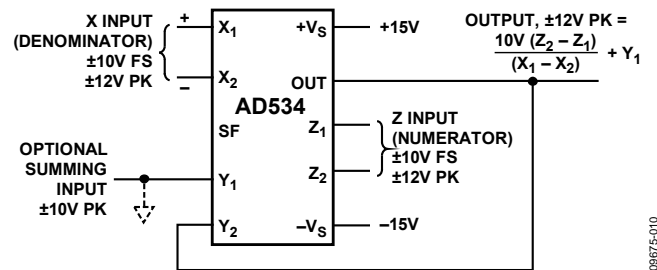 X INPUT
(DENOMINATOR)
±10V FS
±12V PK
+
–
X1
X2
SF
Y1
Y2
AD534
+VS
OUT
Z1
Z2
–VS
+15V
–15V
OUTPUT, ±12V PK =
10V (Z2 – Z1)
(X1 – X2)
+ Y1
Z INPUT
(NUMERATOR)
±10V FS
±12V PK
OPTIONAL
SUMMING
INPUT
±10V PK
09675-010